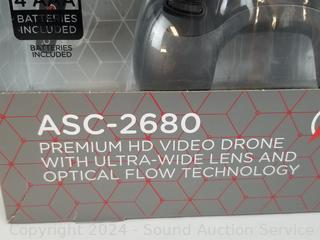 4 AAA
BATTERIES
INCLUDED
BATTERIES
INCLUDED
ASC-2680
PREMIUM HD VIDEO DRONE
WITH ULTRA-WIDE LENS AND
OPTICAL FLOW TECHNOLOGY
Copyright 2024 - Sound Auction Service